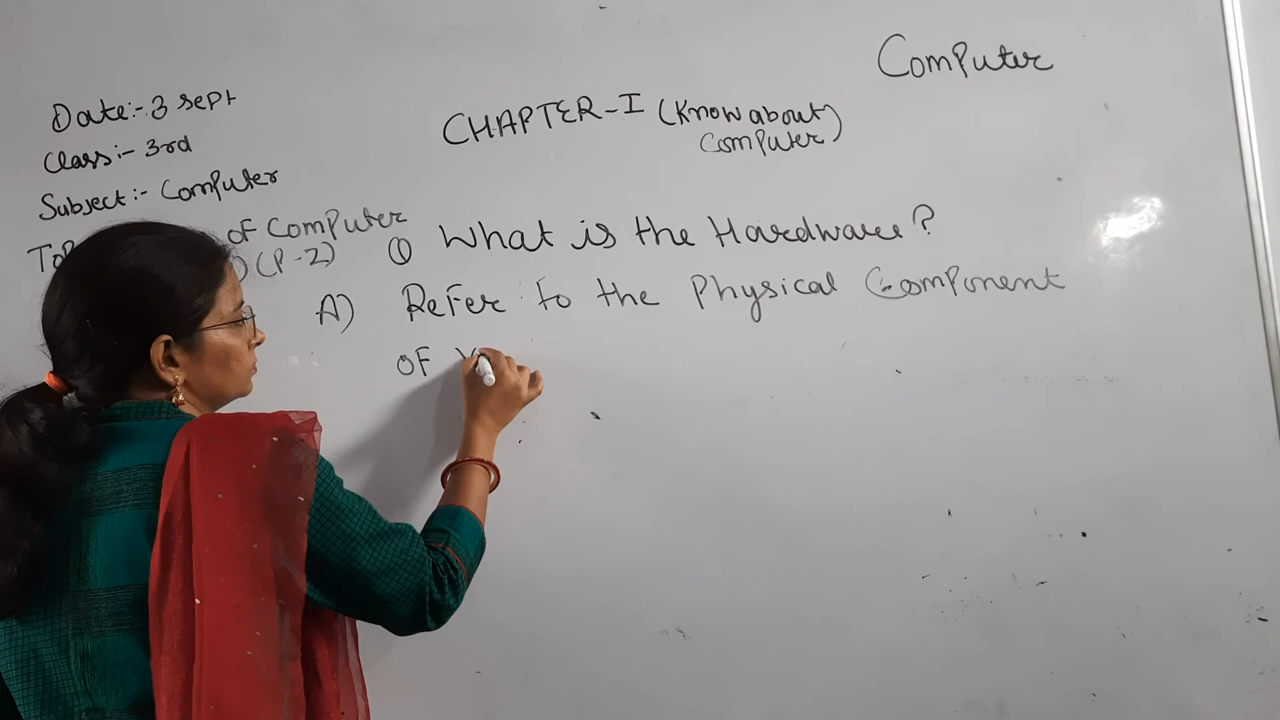 Computer
CHAPTER-I (Know about
Computer)
Date:- 3 sept
Class:- 3rd
Subject:- Computer
of Computer
(P-2)
① What is the Hardware?
A) Refer to the Physical Component
OF